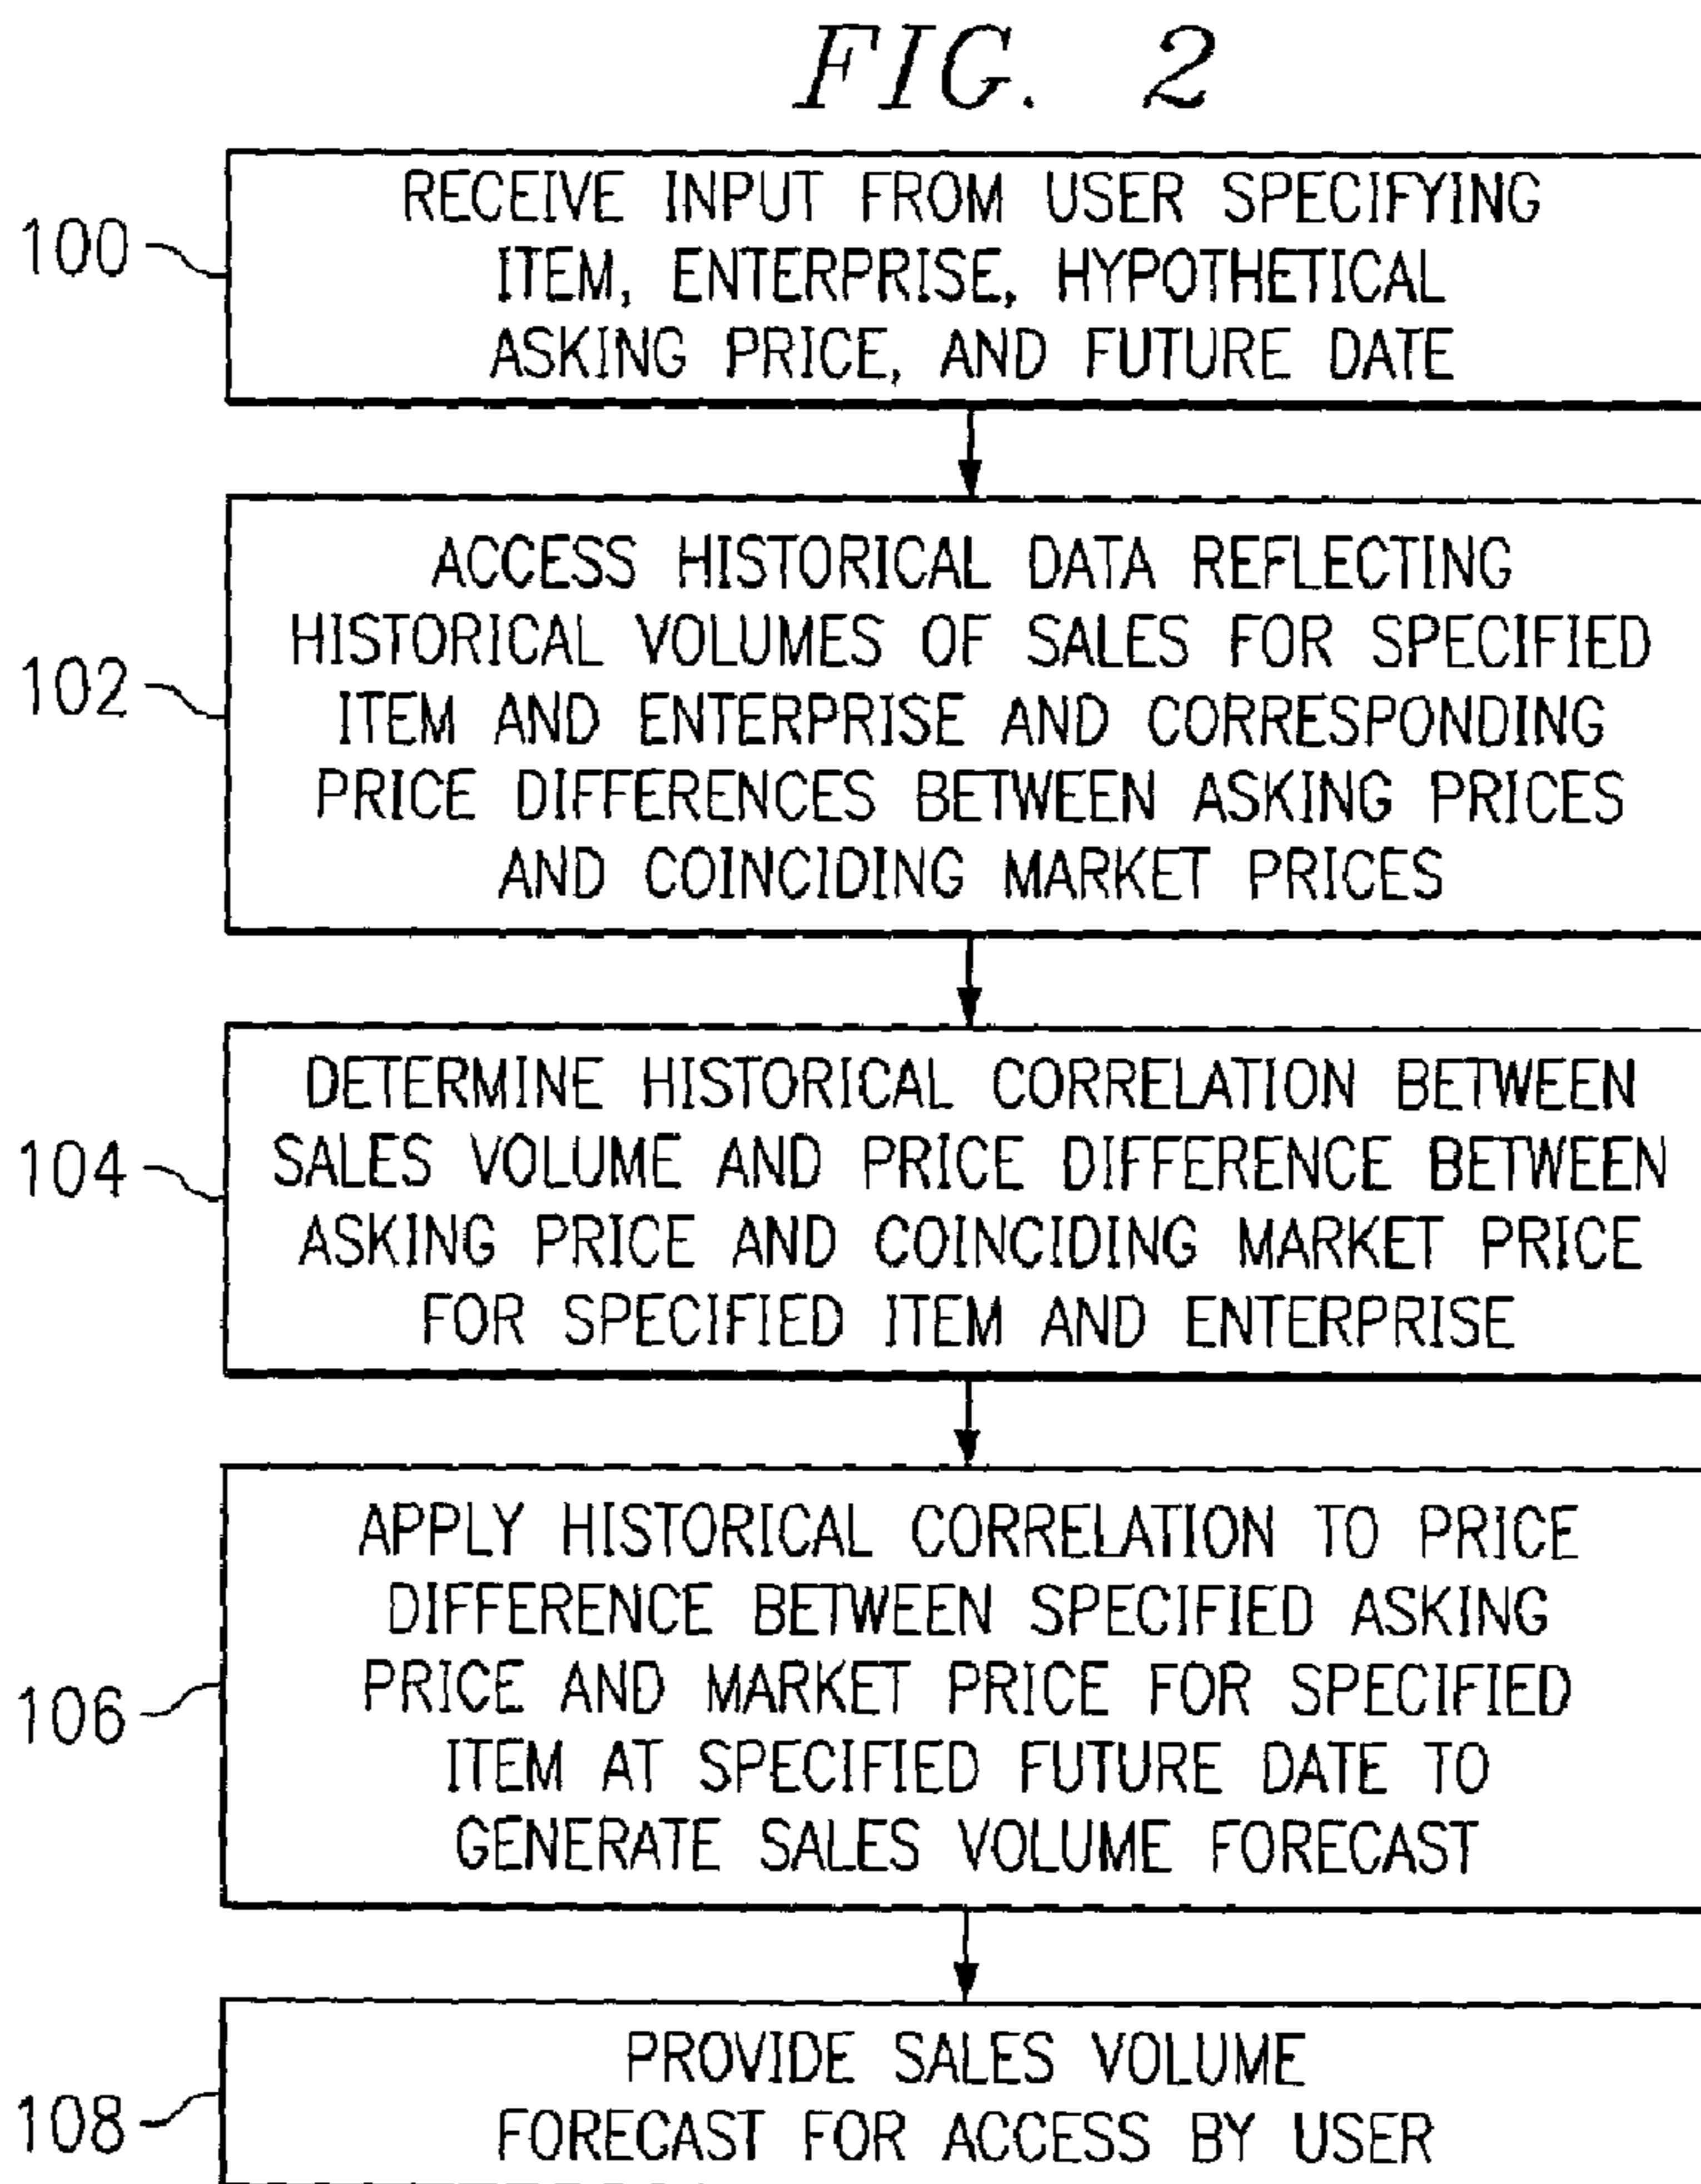 FIG. 2
100
RECEIVE INPUT FROM USER SPECIFYING
ITEM, ENTERPRISE, HYPOTHETICAL
ASKING PRICE, AND FUTURE DATE
102
ACCESS HISTORICAL DATA REFLECTING
HISTORICAL VOLUMES OF SALES FOR SPECIFIED
ITEM AND ENTERPRISE AND CORRESPONDING
PRICE DIFFERENCES BETWEEN ASKING PRICES
AND COINCIDING MARKET PRICES
104
DETERMINE HISTORICAL CORRELATION BETWEEN
SALES VOLUME AND PRICE DIFFERENCE BETWEEN
ASKING PRICE AND COINCIDING MARKET PRICE
FOR SPECIFIED ITEM AND ENTERPRISE
106
APPLY HISTORICAL CORRELATION TO PRICE
DIFFERENCE BETWEEN SPECIFIED ASKING
PRICE AND MARKET PRICE FOR SPECIFIED
ITEM AT SPECIFIED FUTURE DATE TO
GENERATE SALES VOLUME FORECAST
108
PROVIDE SALES VOLUME
FORECAST FOR ACCESS BY USER